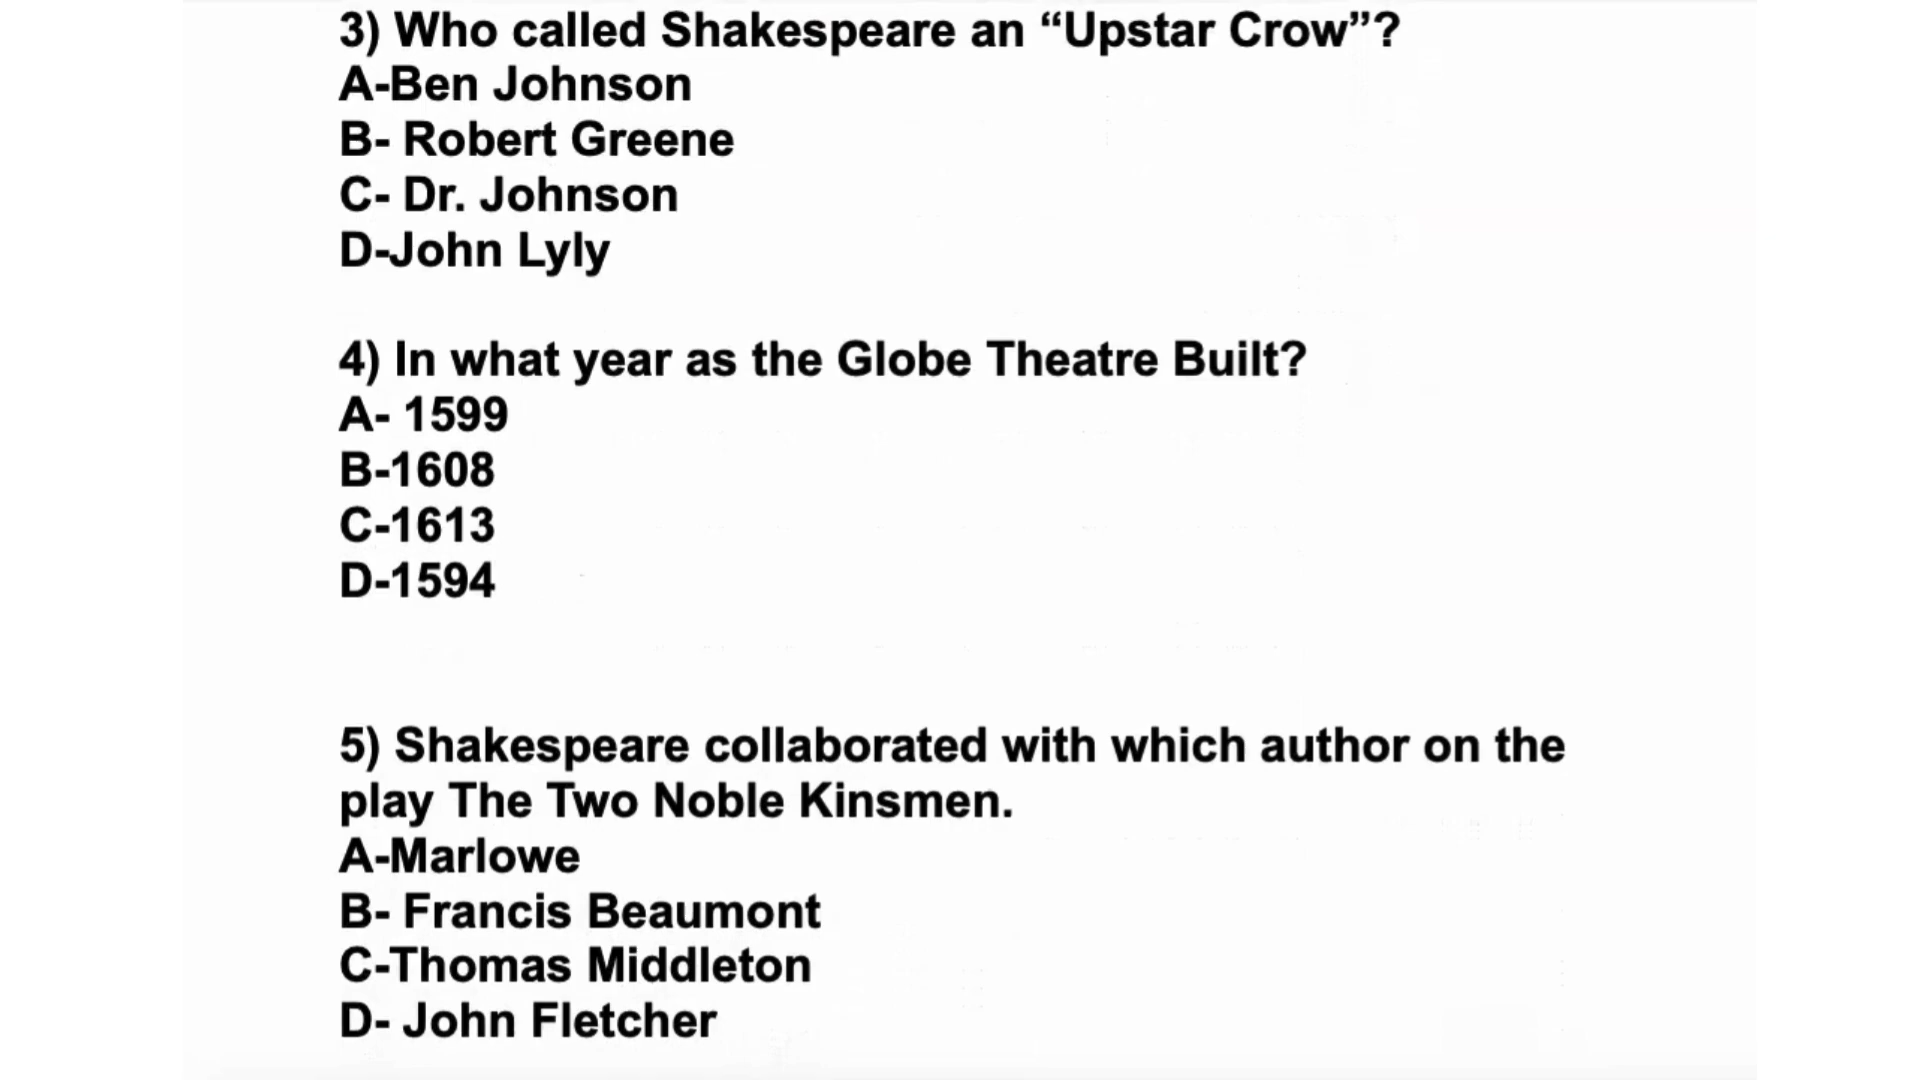 3) Who called Shakespeare an “Upstar Crow”?
A-Ben Johnson
B- Robert Greene
C- Dr. Johnson
D-John Lyly
4) In what year as the Globe Theatre Built?
A- 1599
B-1608
C-1613
D-1594
5) Shakespeare collaborated with which author on the
play The Two Noble Kinsmen.
A-Marlowe
B- Francis Beaumont
C-Thomas Middleton
D- John Fletcher